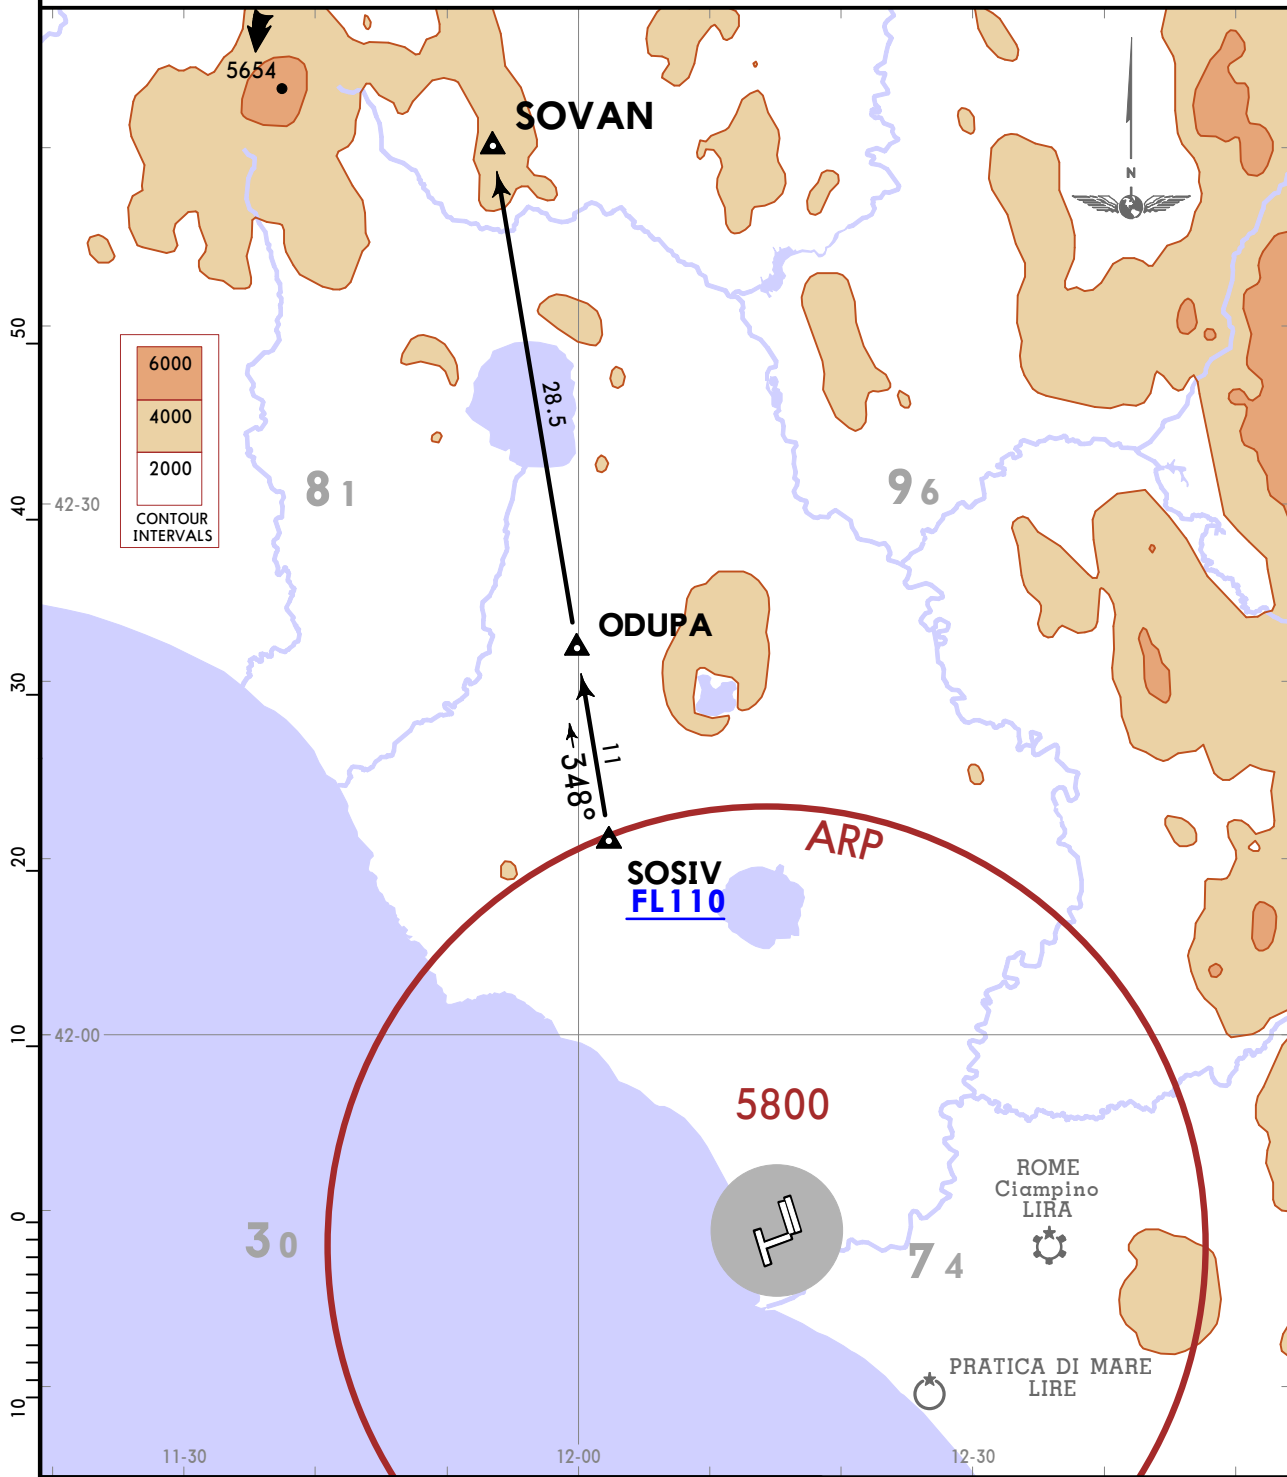 5654
SOVAN
N
50
6000
4000
2000
CONTOUR
INTERVALS
28.5
81
96
40
42-30
ODUPA
30
11
348°
ARP
20
SOSIV
FL110
10
42-00
5800
ROME
Ciampino
LIRA
0
30
74
PRATICA DI MARE
LIRE
10
11-30
12-00
12-30